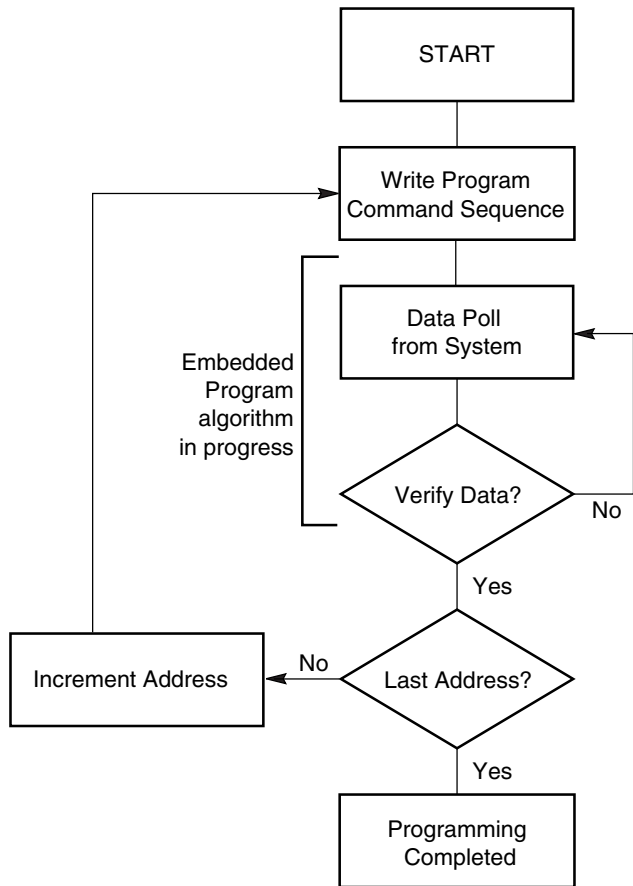 START
Write Program
Command Sequence
Data Poll
from System
Embedded
Program
algorithm
in progress
Verify Data?
No
Yes
No
Increment Address
Last Address?
Yes
Programming
Completed